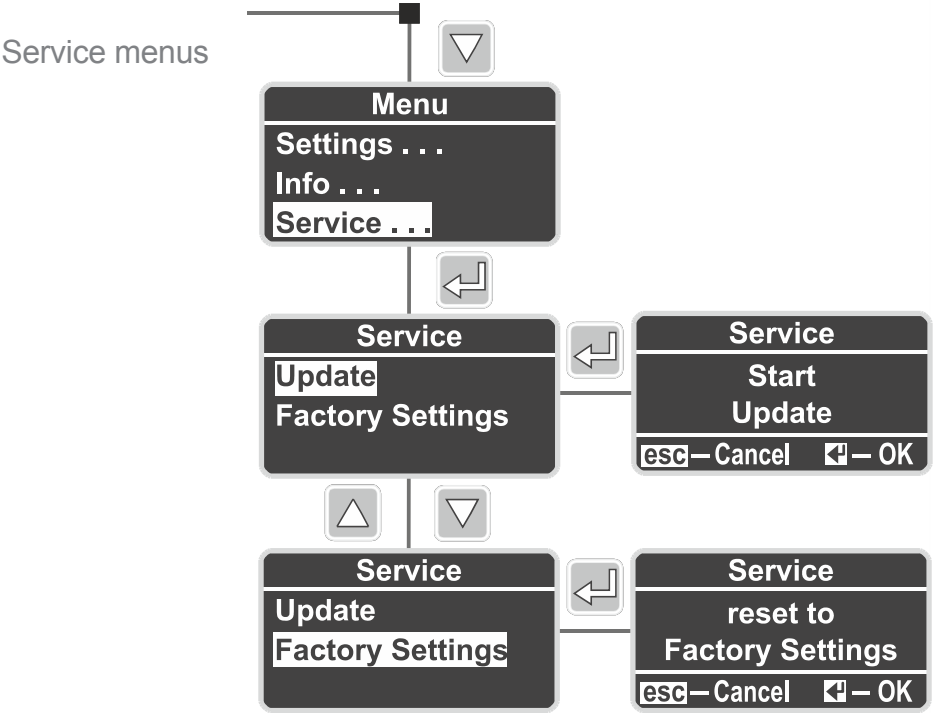 Service menus
Menu
Settings . . .
Info . . .
Service . . .
Service
Update
Factory Settings
Service
Start
Update
esc – Cancel – OK
Service
Update
Factory Settings
Service
reset to
Factory Settings
esc – Cancel – OK